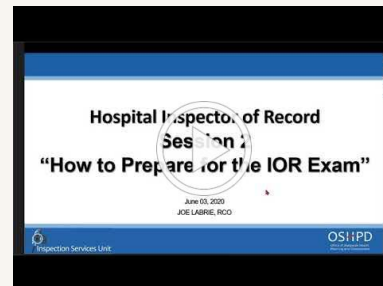 Hospital Inspector of Record
Session 2
“How to Prepare for the IOR Exam”
June 03, 2020
JOE LABRIE, RCO
Inspection Services Unit
OSHPD